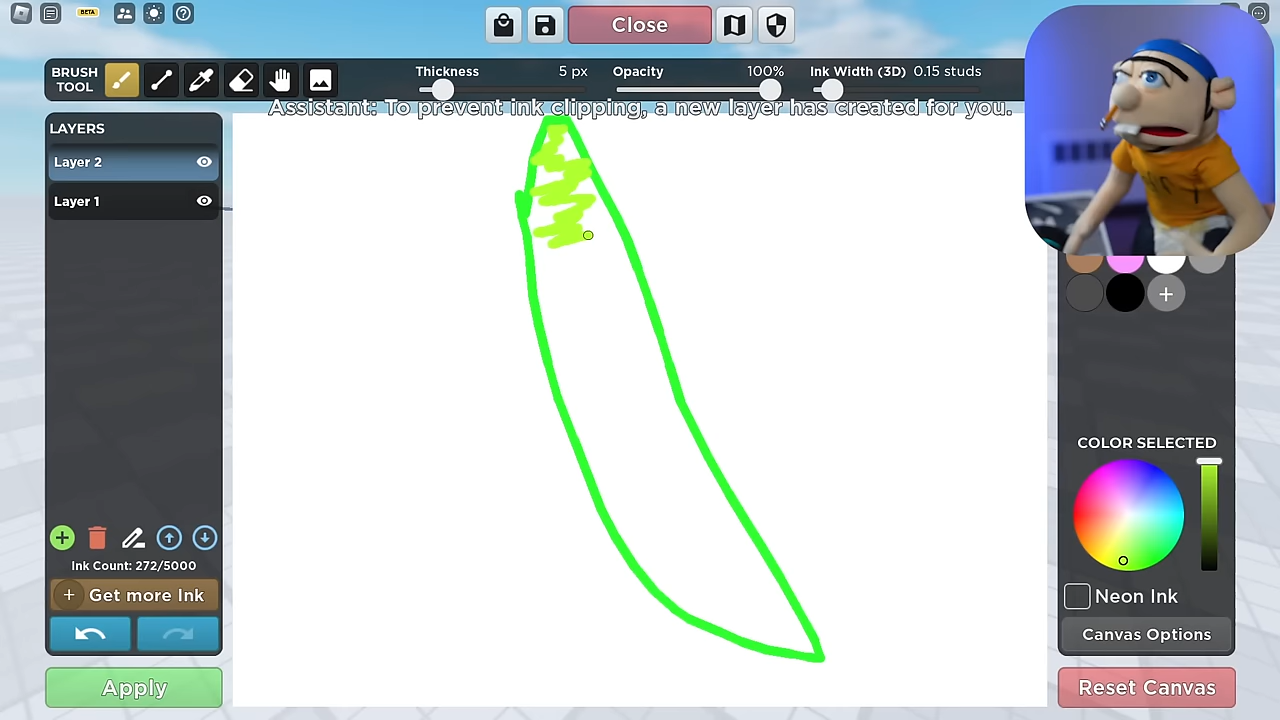 BETA
Close
BRUSH
TOOL
Thickness
5 px
Opacity
100%
Ink Width (3D)
0.15 studs
Assistant: To prevent ink clipping, a new layer has created for you.
LAYERS
Layer 2
Layer 1
COLOR SELECTED
Ink Count: 272/5000
+ Get more Ink
Neon Ink
Canvas Options
Apply
Reset Canvas